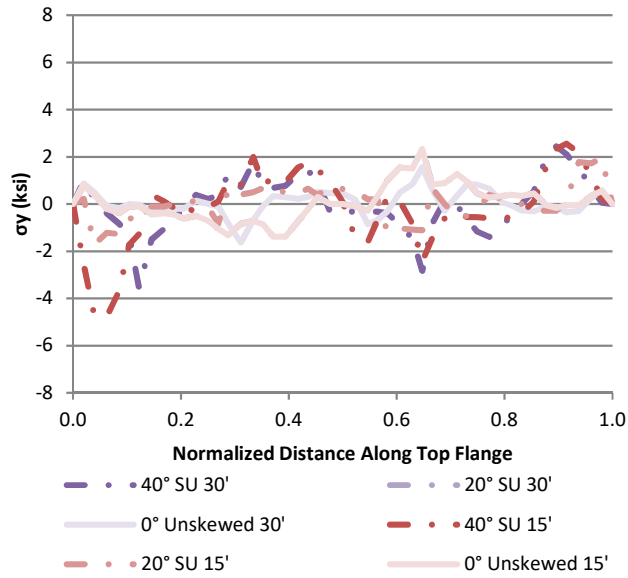 8
6
4
2
0
-2
-4
-6
-8
σy (ksi)
0.0 0.2 0.4 0.6 0.8 1.0
Normalized Distance Along Top Flange
40° SU 30' 20° SU 30'
0° Unskewed 30' 40° SU 15'
20° SU 15' 0° Unskewed 15'